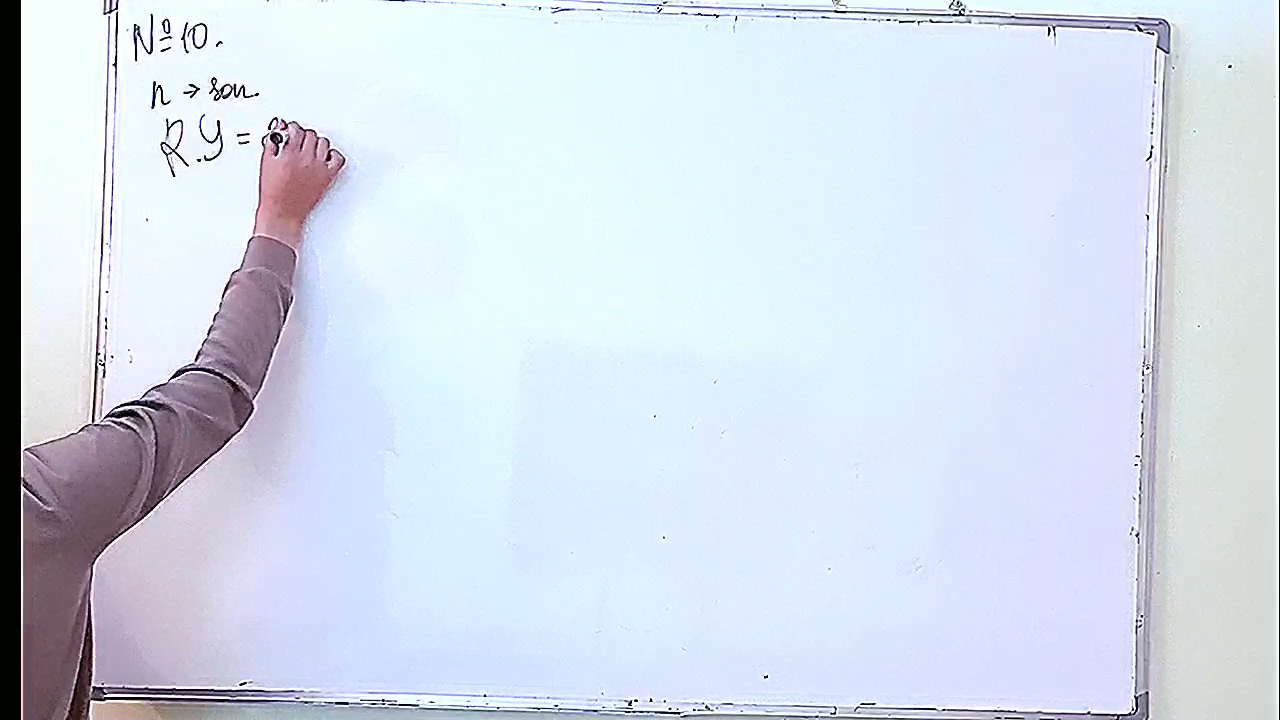 №10.
n → son.
R.Y =